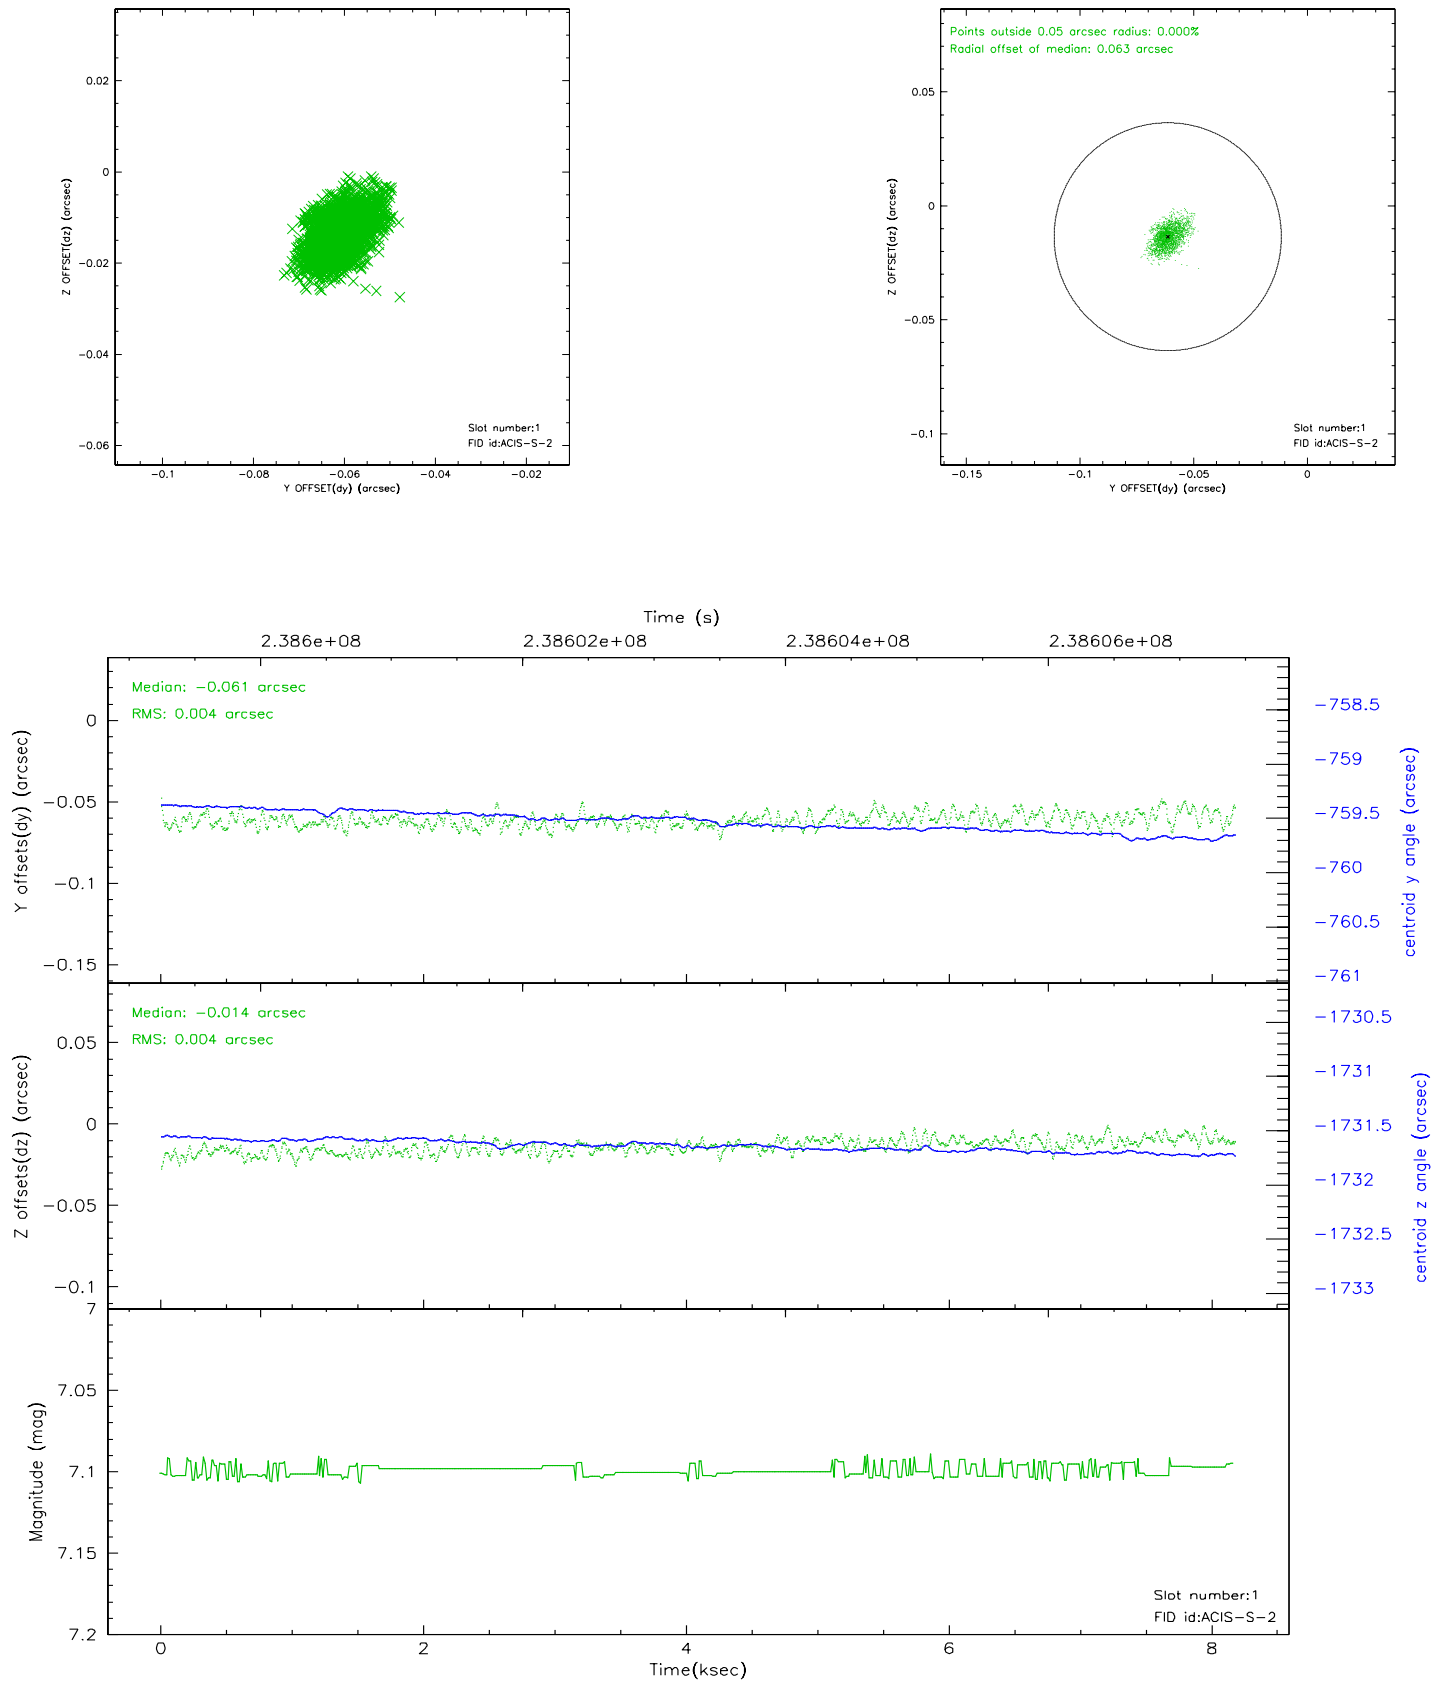 0.02
0
-0.02
-0.04
-0.06
Z OFFSET(dz) (arcsec)
Slot number:1
FID id:ACIS-S-2
-0.1 -0.08 -0.06 -0.04 -0.02
Y OFFSET(dy) (arcsec)
Points outside 0.05 arcsec radius: 0.000%
Radial offset of median: 0.063 arcsec
0.05
0
-0.05
-0.1
Z OFFSET(dz) (arcsec)
Slot number:1
FID id:ACIS-S-2
-0.15 -0.1 -0.05 0
Y OFFSET(dy) (arcsec)
Time (s)
2.386e+08 2.38602e+08 2.38604e+08 2.38606e+08
Median: -0.061 arcsec
RMS: 0.004 arcsec
0
-0.05
-0.1
-0.15
Y offsets(dy) (arcsec)
-758.5
-759
-759.5
-760
-760.5
-761
centroid y angle (arcsec)
Median: -0.014 arcsec
RMS: 0.004 arcsec
0.05
0
-0.05
-0.1
Z offsets(dz) (arcsec)
-1730.5
-1731
-1731.5
-1732
-1732.5
-1733
centroid z angle (arcsec)
7
7.05
7.1
7.15
7.2
Magnitude (mag)
Slot number:1
FID id:ACIS-S-2
0 2 4 6 8
Time(ksec)